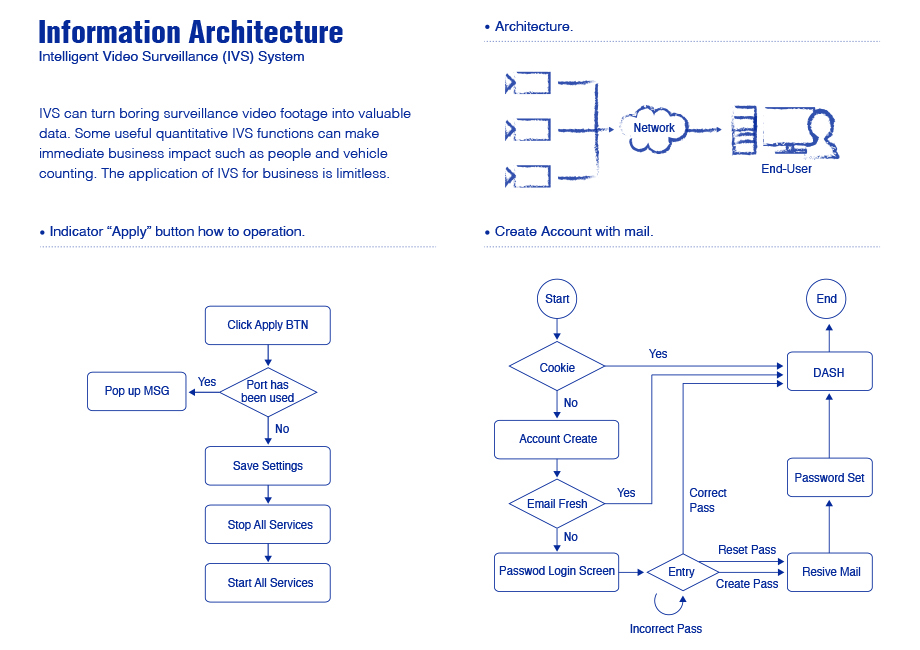 Information Architecture
Intelligent Video Surveillance (IVS) System
IVS can turn boring surveillance video footage into valuable
data. Some useful quantitative IVS functions can make
immediate business impact such as people and vehicle
counting. The application of IVS for business is limitless.
• Architecture.
Network
End-User
• Indicator “Apply” button how to operation.
Click Apply BTN
Port has
been used
Yes
Pop up MSG
No
Save Settings
Stop All Services
Start All Services
• Create Account with mail.
Start
End
Cookie
Yes
DASH
No
Account Create
Email Fresh
Yes
Correct
Pass
Password Set
No
Passwod Login Screen
Entry
Reset Pass
Create Pass
Resive Mail
Incorrect Pass